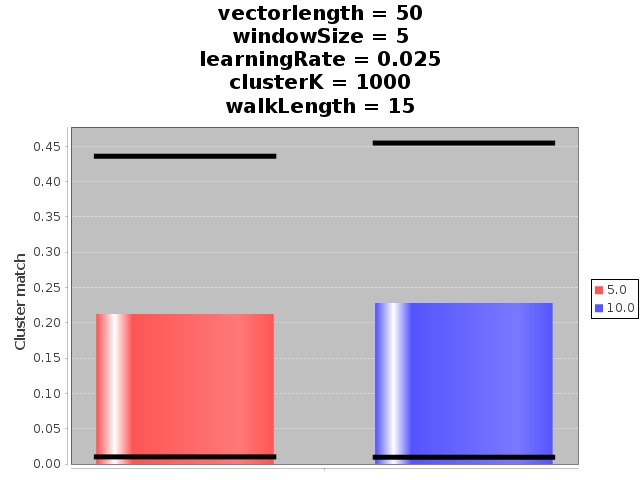 vectorlength = 50
windowSize = 5
learningRate = 0.025
clusterK = 1000
walkLength = 15
Cluster match
0.45
0.40
0.35
0.30
0.25
0.20
0.15
0.10
0.05
0.00
5.0
10.0